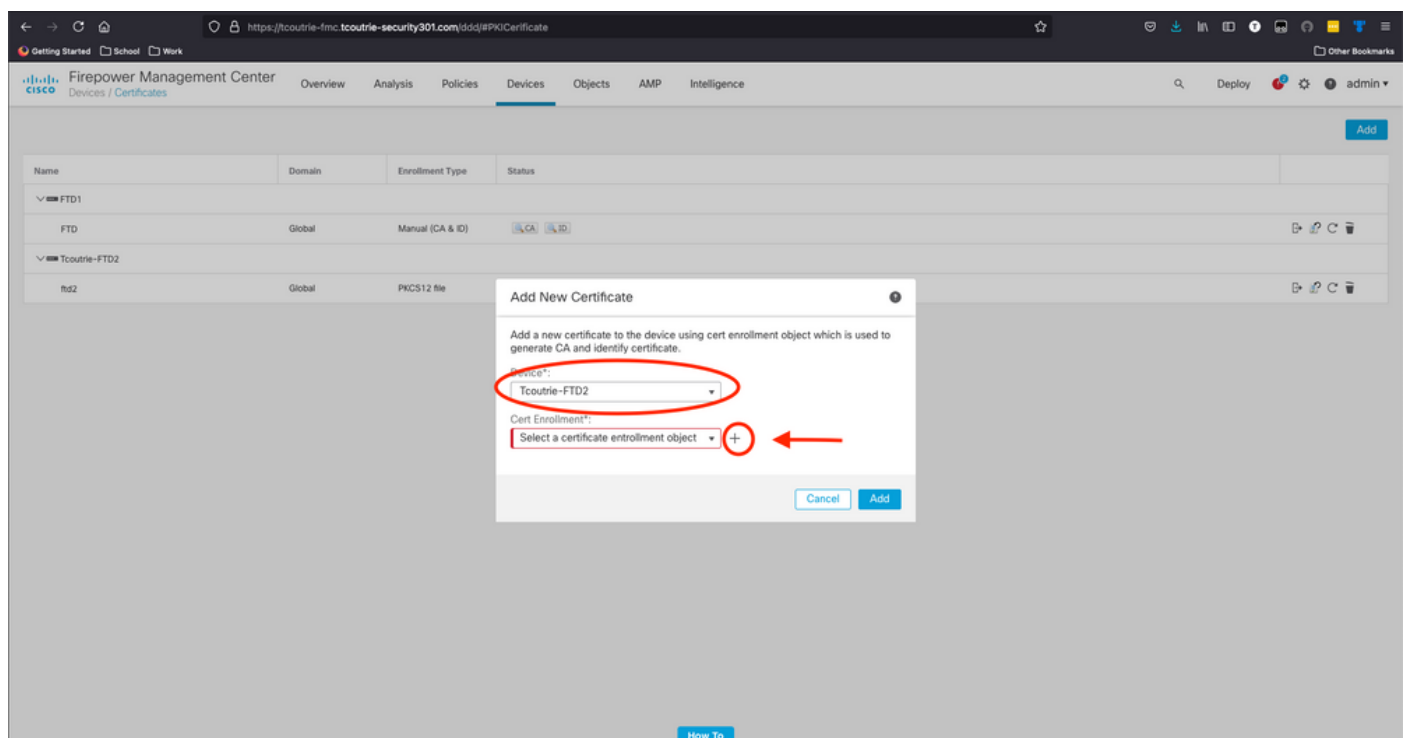 https://tcoutrie-fmc.tcoutrie-security301.com/ddd/#PKICerificate
Getting Started School Work Other Bookmarks
CISCO Firepower Management Center Overview Analysis Policies Devices Objects AMP Intelligence Deploy admin
Devices / Certificates
Add
Name Domain Enrollment Type Status
FTD1
FTD Global Manual (CA & ID) CA ID
Tcoutrie-FTD2
ftd2 Global PKCS12 file
Add New Certificate
Add a new certificate to the device using cert enrollment object which is used to
generate CA and identify certificate.
Device*:
Tcoutrie-FTD2
Cert Enrollment*:
Select a certificate entrollment object
Cancel Add
How To